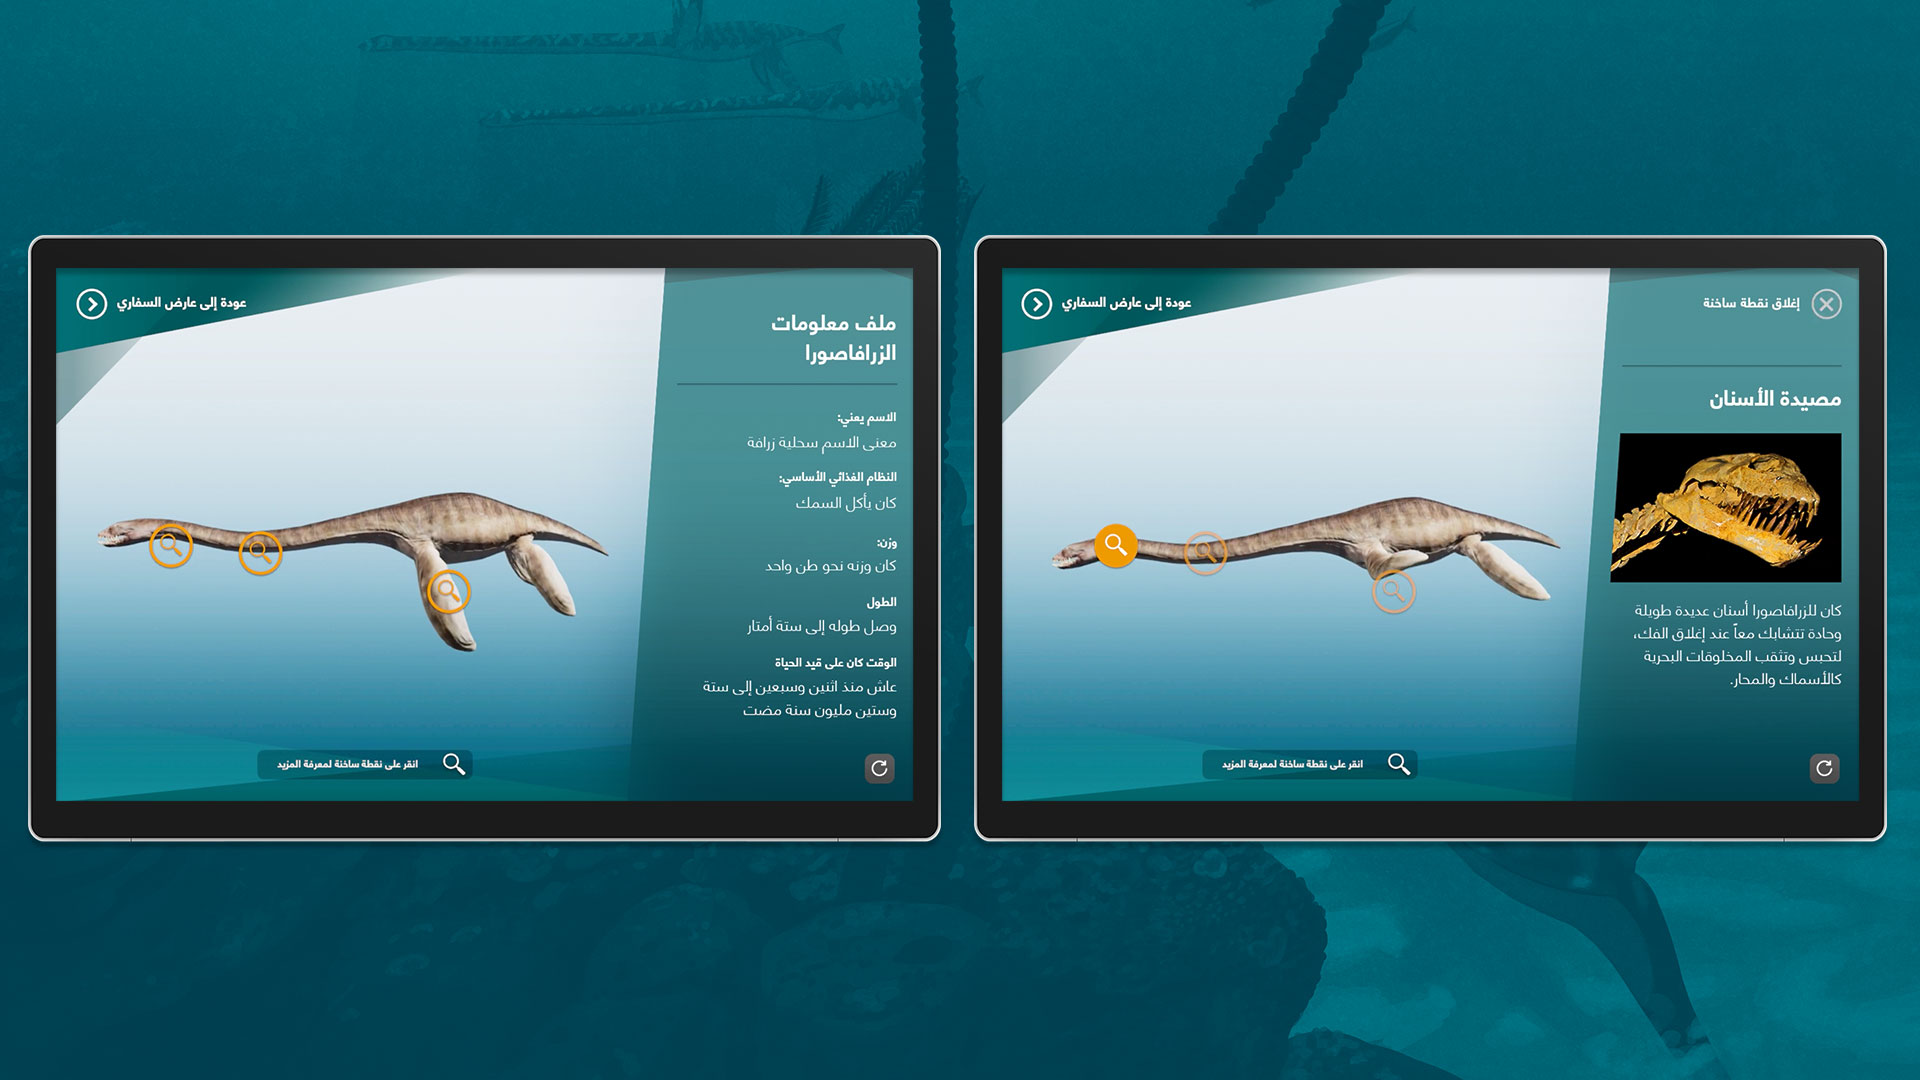 عودة إلى عارض السفاري
ملف معلومات
الزرافاصورا
الاسم يعني:
معنى الاسم سحلية زرافة
النظام الغذائي الأساسي:
كان يأكل السمك
وزن:
كان وزنه نحو طن واحد
الطول
وصل طوله إلى ستة أمتار
الوقت كان على قيد الحياة
عاش منذ اثنين وسبعين إلى ستة
وستين مليون سنة مضت
انقر على نقطة ساخنة لمعرفة المزيد
عودة إلى عارض السفاري
إغلاق نقطة ساخنة
مصيدة الأسنان
كان للزرافاصورا أسنان عديدة طويلة
وحادة تتشابك معاً عند إغلاق الفك،
لتحبس وتثقب المخلوقات البحرية
كالأسماك والمحار.
انقر على نقطة ساخنة لمعرفة المزيد